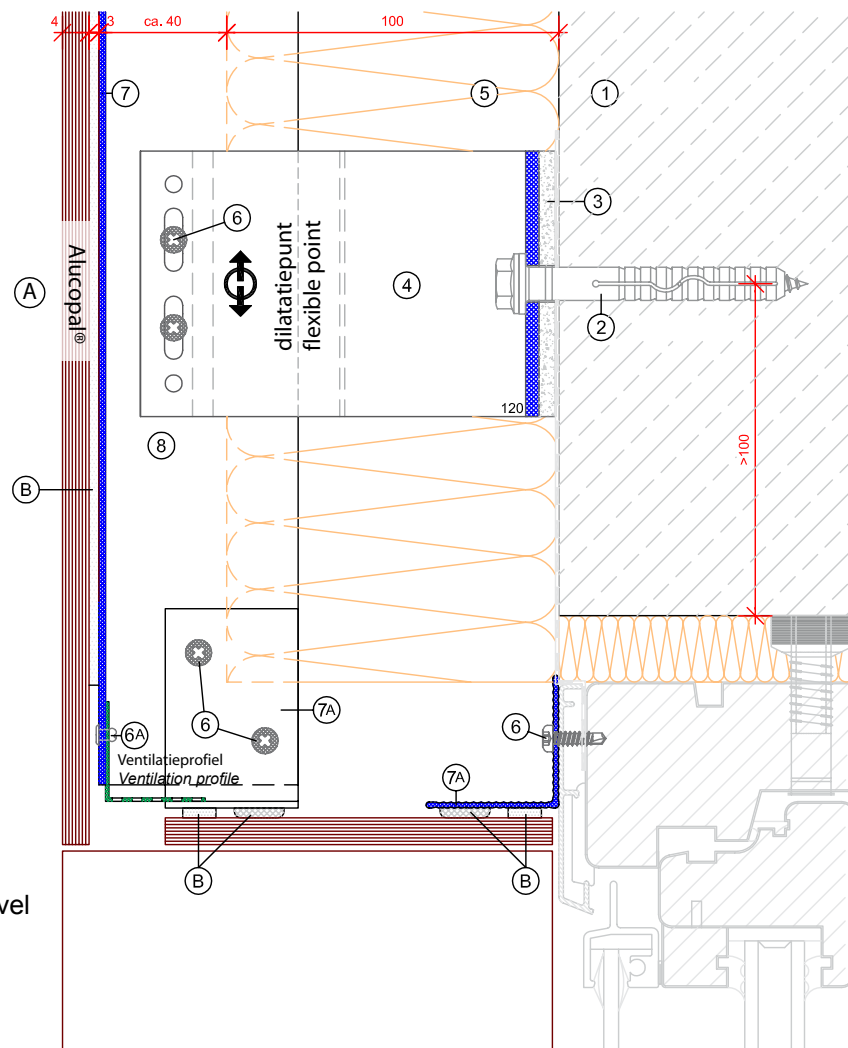 4
3
ca. 40
100
7
5
1
3
6
Alucopal®
dilatatiepunt
flexible point
4
A
2
120
>100
8
B
6
7A
6A
6
Ventilatieprofiel
Ventilation profile
7A
B
B
vel